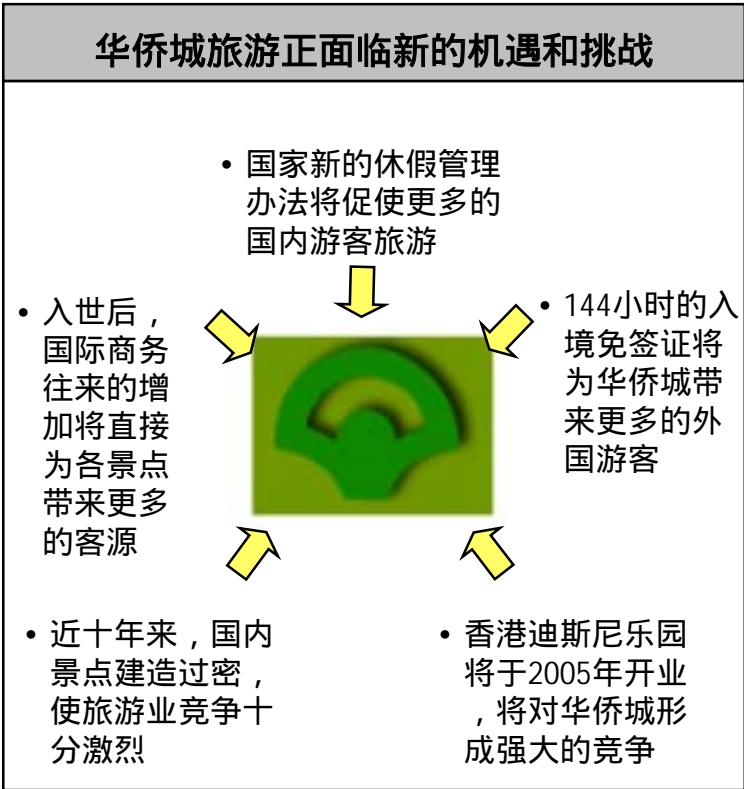 华侨城旅游正面临新的机遇和挑战
• 国家新的休假管理
办法将促使更多的
国内游客旅游
• 入世后，
国际商务
往来的增
加将直接
为各景点
带来更多
的客源
• 144小时的入
境免签证将
为华侨城带
来更多的外
国游客
• 近十年来，国内
景点建造过密，
使旅游业竞争十
分激烈
• 香港迪斯尼乐园
将于2005年开业
，将对华侨城形
成强大的竞争